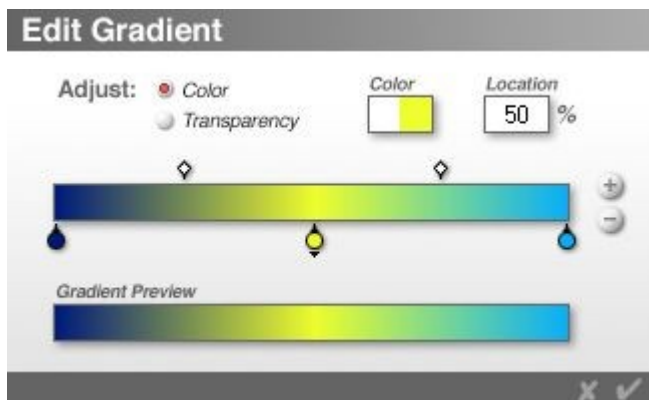 Edit Gradient
Adjust: Color Color Location
Transparency 50 %
Gradient Preview